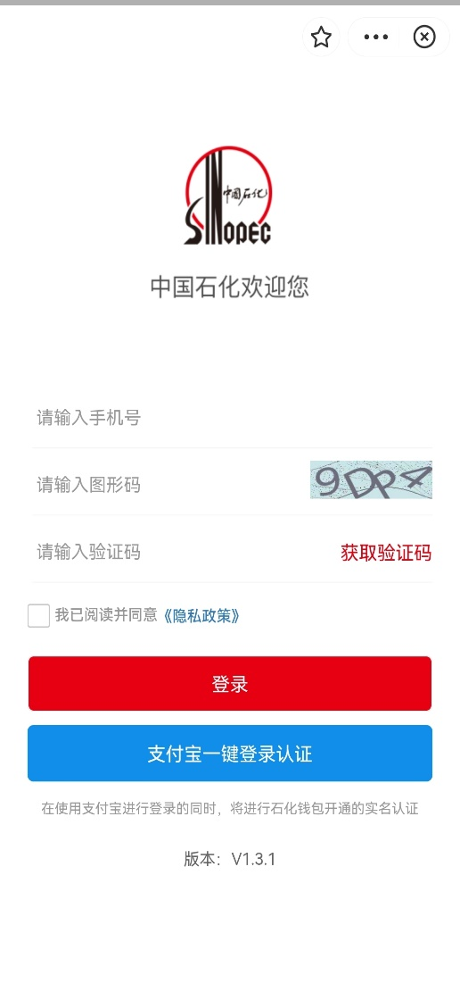 中国石化
SINOPEC
中国石化欢迎您
请输入手机号
请输入图形码 9DP4
请输入验证码 获取验证码
我已阅读并同意《隐私政策》
登录
支付宝一键登录认证
在使用支付宝进行登录的同时，将进行石化钱包开通的实名认证
版本：V1.3.1